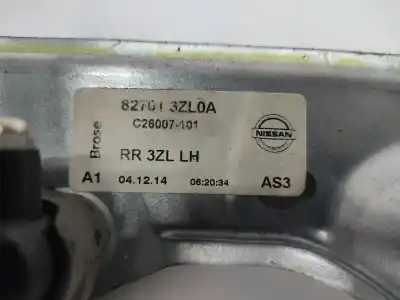 82701 3ZL0A
C26007-101
Brose
NISSAN
RR 3ZL LH
A1 04.12.14 06:20:34 AS3